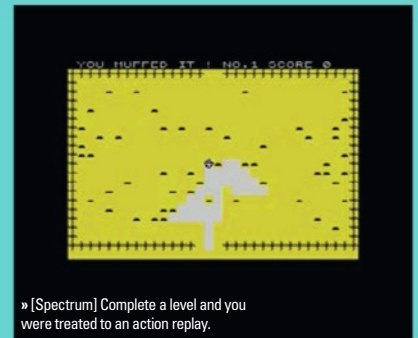 YOU MUFFED IT ! NO.1 SCORE 0
» [Spectrum] Complete a level and you
were treated to an action replay.